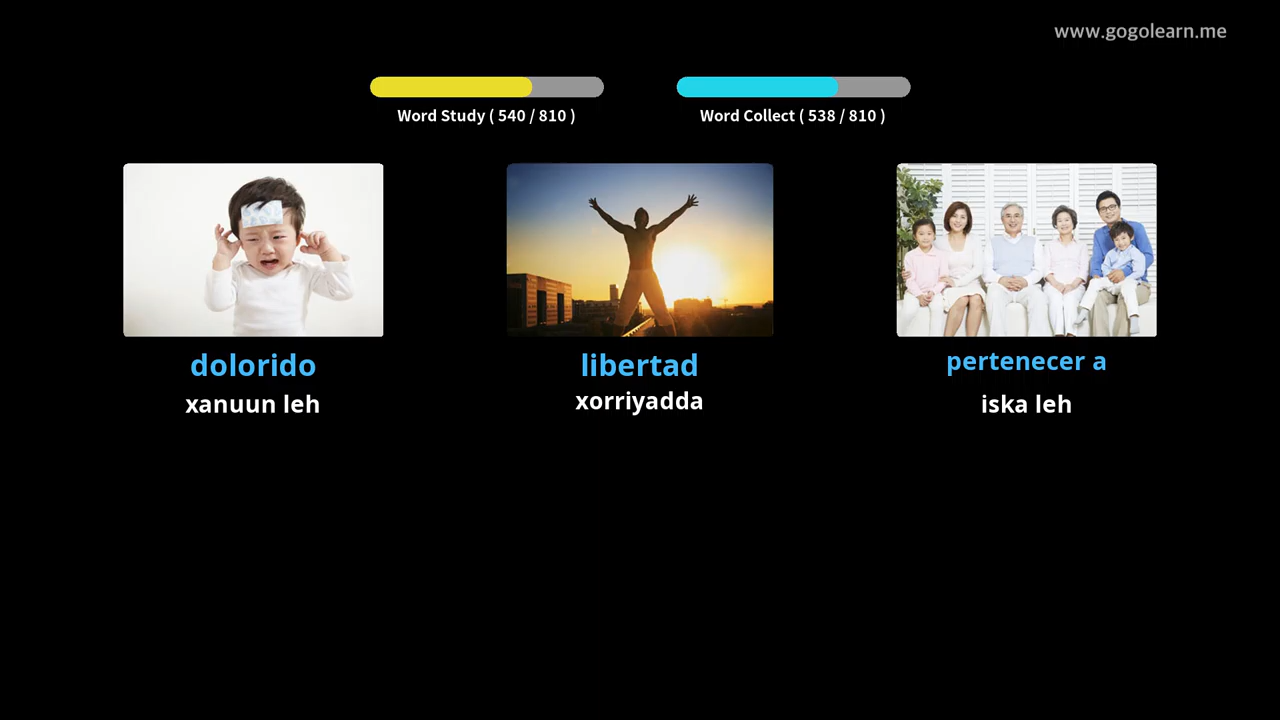 www.gogolearn.me
Word Study ( 540 / 810 )
Word Collect ( 538 / 810 )
dolorido
xanuun leh
libertad
xorriyadda
pertenecer a
iska leh